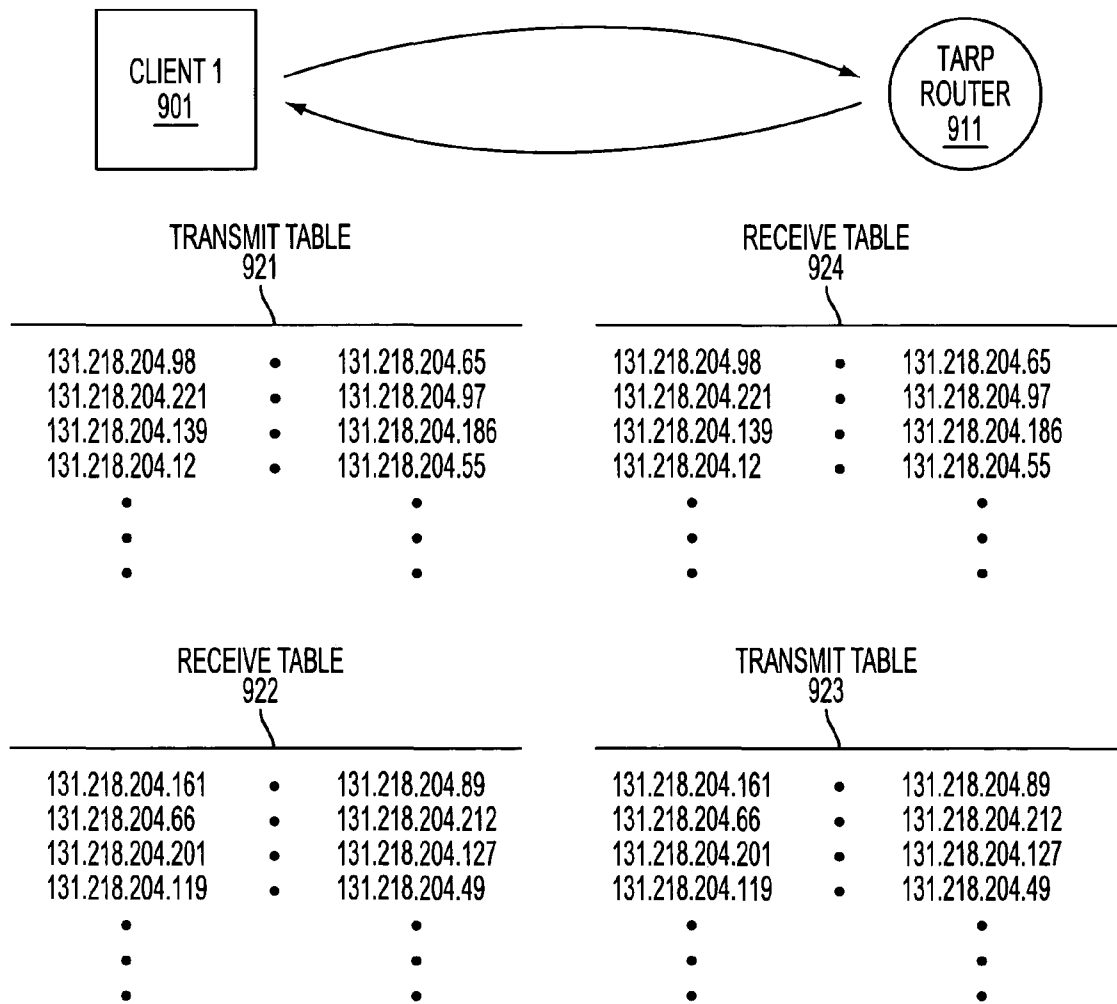 CLIENT 1
901
TARP
ROUTER
911
TRANSMIT TABLE
921
131.218.204.98 • 131.218.204.65
131.218.204.221 • 131.218.204.97
131.218.204.139 • 131.218.204.186
131.218.204.12 • 131.218.204.55
RECEIVE TABLE
924
131.218.204.98 • 131.218.204.65
131.218.204.221 • 131.218.204.97
131.218.204.139 • 131.218.204.186
131.218.204.12 • 131.218.204.55
RECEIVE TABLE
922
131.218.204.161 • 131.218.204.89
131.218.204.66 • 131.218.204.212
131.218.204.201 • 131.218.204.127
131.218.204.119 • 131.218.204.49
TRANSMIT TABLE
923
131.218.204.161 • 131.218.204.89
131.218.204.66 • 131.218.204.212
131.218.204.201 • 131.218.204.127
131.218.204.119 • 131.218.204.49